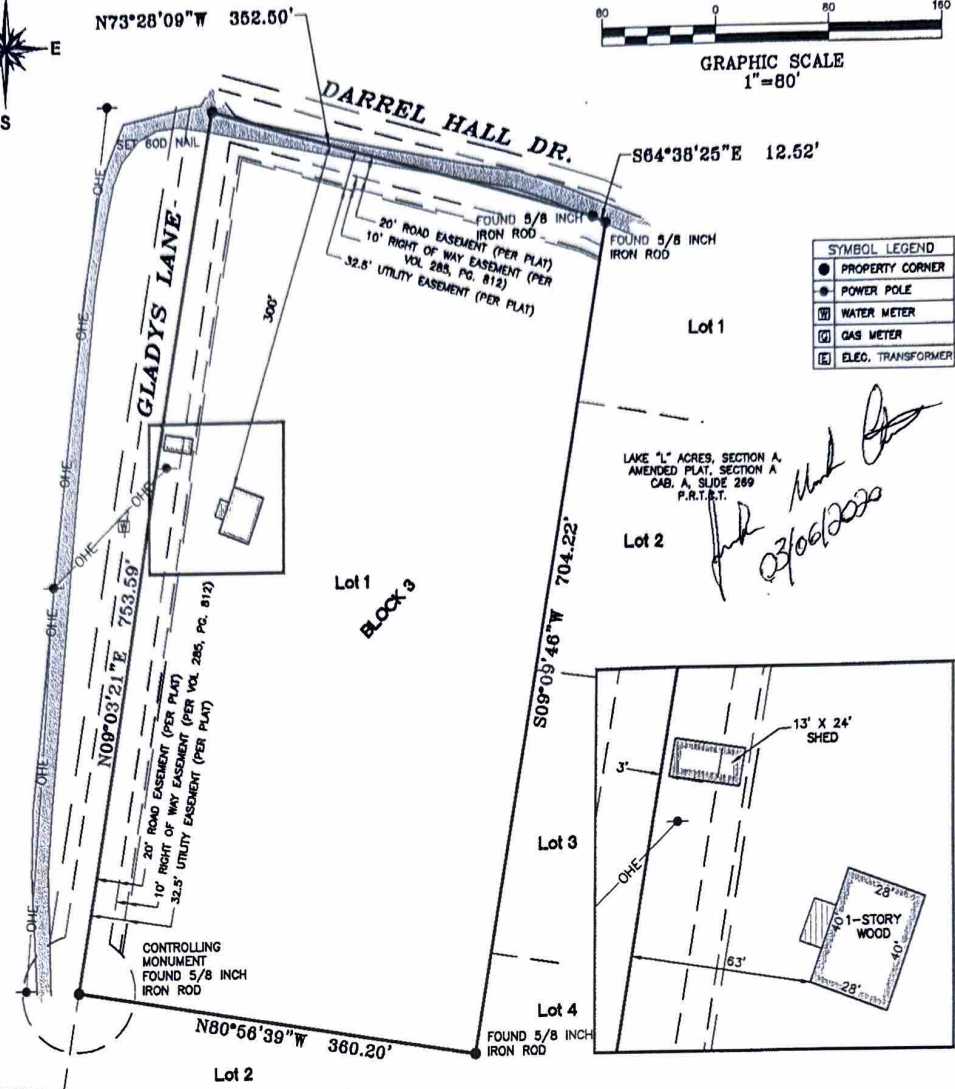 N73°28'09"W 352.50'
80 0 80 160
GRAPHIC SCALE
1"=80'
E
S
DARREL HALL DR.
S64°38'25"E 12.52'
SET 60D NAIL
FOUND 5/8 INCH
IRON ROD
FOUND 5/8 INCH
IRON ROD
20' ROAD EASEMENT (PER PLAT)
10' RIGHT OF WAY EASEMENT (PER
VOL 285, PG. 812)
32.5' UTILITY EASEMENT (PER PLAT)
300'
GLADYS LANE
OHE
OHE
OHE
OHE
OHE
OHE
OHE
OHE
OHE
W
Lot 1
SYMBOL LEGEND
PROPERTY CORNER
POWER POLE
W WATER METER
G GAS METER
E ELEC. TRANSFORMER
LAKE "L" ACRES, SECTION A,
AMENDED PLAT, SECTION A
CAB. A, SLIDE 269
P.R.T.C.T.
03/06/2020
Lot 2
Lot 1
BLOCK 3
S09°09'46"W 704.22'
N09°03'21"E 753.59'
20' ROAD EASEMENT (PER PLAT)
10' RIGHT OF WAY EASEMENT (PER VOL 285, PG. 812)
32.5' UTILITY EASEMENT (PER PLAT)
13' X 24'
SHED
3'
OHE
28'
40'
1-STORY
WOOD
40'
63'
28'
Lot 3
CONTROLLING
MONUMENT
FOUND 5/8 INCH
IRON ROD
N80°56'39"W 360.20'
Lot 4
FOUND 5/8 INCH
IRON ROD
Lot 2